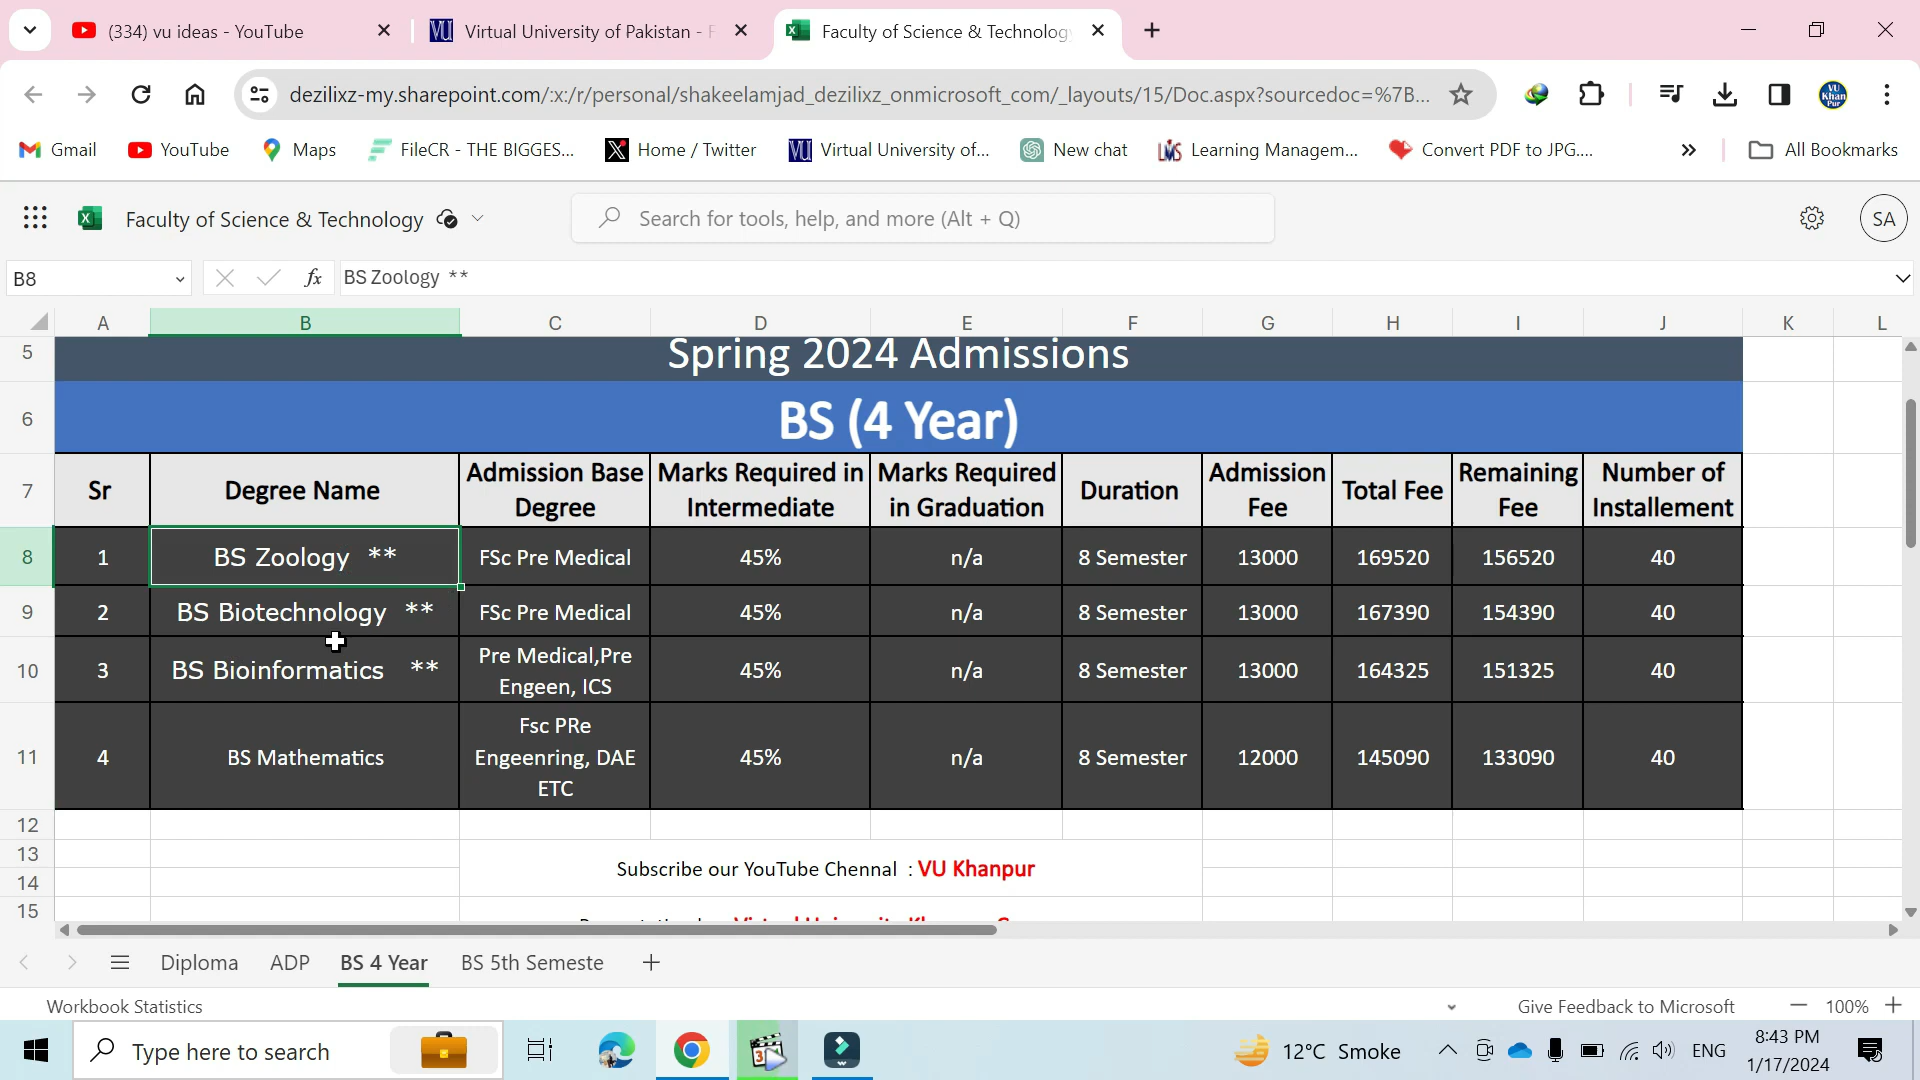 (334) vu ideas - YouTube
Virtual University of Pakistan - F
Faculty of Science & Technology
dezilixz-my.sharepoint.com/:x:/r/personal/shakeelamjad_dezilixz_onmicrosoft_com/_layouts/15/Doc.aspx?sourcedoc=%7B...
VU Khan Pur
Gmail
YouTube
Maps
FileCR - THE BIGGES...
Home / Twitter
VU Virtual University of...
New chat
LMS Learning Managem...
Convert PDF to JPG....
All Bookmarks
Faculty of Science & Technology
Search for tools, help, and more (Alt + Q)
SA
B8
fx
BS Zoology **
A B C D E F G H I J K L
5 Spring 2024 Admissions
6 BS (4 Year)
7 Sr Degree Name Admission Base Degree Marks Required in Intermediate Marks Required in Graduation Duration Admission Fee Total Fee Remaining Fee Number of Installement
8 1 BS Zoology ** FSc Pre Medical 45% n/a 8 Semester 13000 169520 156520 40
9 2 BS Biotechnology ** FSc Pre Medical 45% n/a 8 Semester 13000 167390 154390 40
10 3 BS Bioinformatics ** Pre Medical,Pre Engeen, ICS 45% n/a 8 Semester 13000 164325 151325 40
11 4 BS Mathematics Fsc PRe Engeenring, DAE ETC 45% n/a 8 Semester 12000 145090 133090 40
12
13
Subscribe our YouTube Chennal : VU Khanpur
14
15
Diploma
ADP
BS 4 Year
BS 5th Semeste
Workbook Statistics
Give Feedback to Microsoft
100%
Type here to search
12°C Smoke
ENG
8:43 PM
1/17/2024